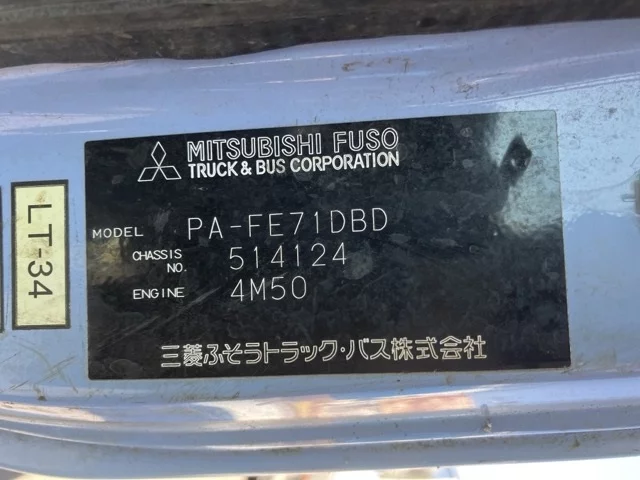 MITSUBISHI FUSO
TRUCK & BUS CORPORATION
MODEL PA-FE71DBD
CHASSIS NO. 514124
ENGINE 4M50
三菱ふそうトラック・バス株式会社
LT-34